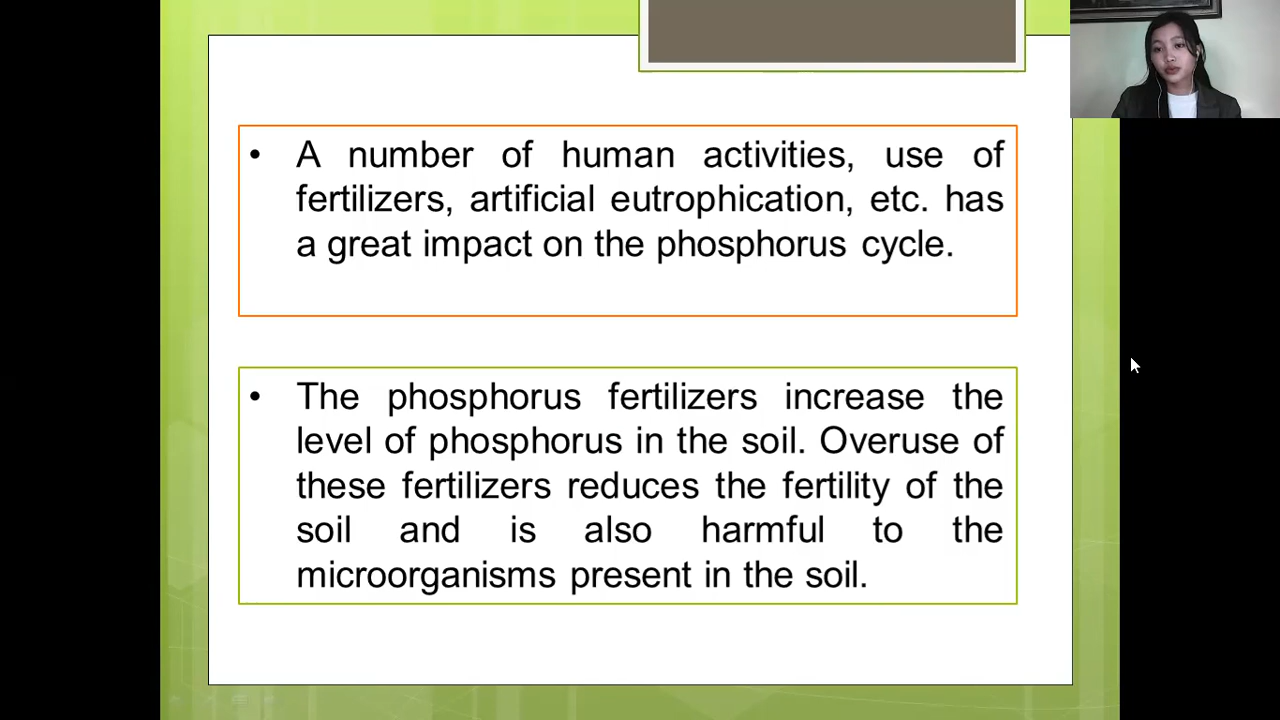 • A number of human activities, use of
fertilizers, artificial eutrophication, etc. has
a great impact on the phosphorus cycle.
• The phosphorus fertilizers increase the
level of phosphorus in the soil. Overuse of
these fertilizers reduces the fertility of the
soil and is also harmful to the
microorganisms present in the soil.